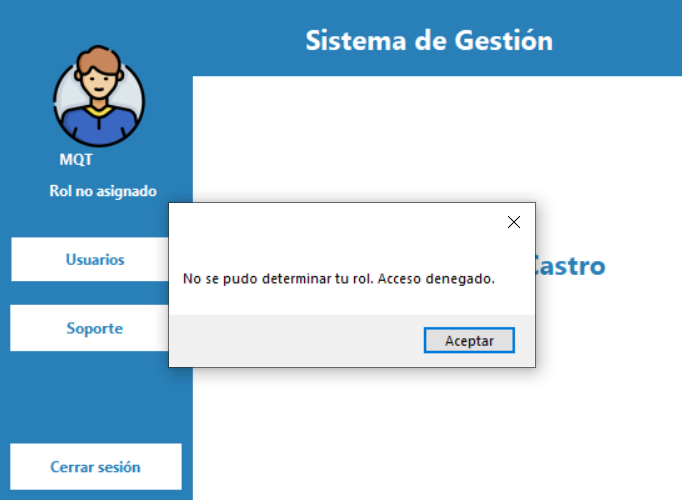 Sistema de Gestión
MQT
Rol no asignado
Usuarios
Soporte
Cerrar sesión
Castro
No se pudo determinar tu rol. Acceso denegado.
Aceptar